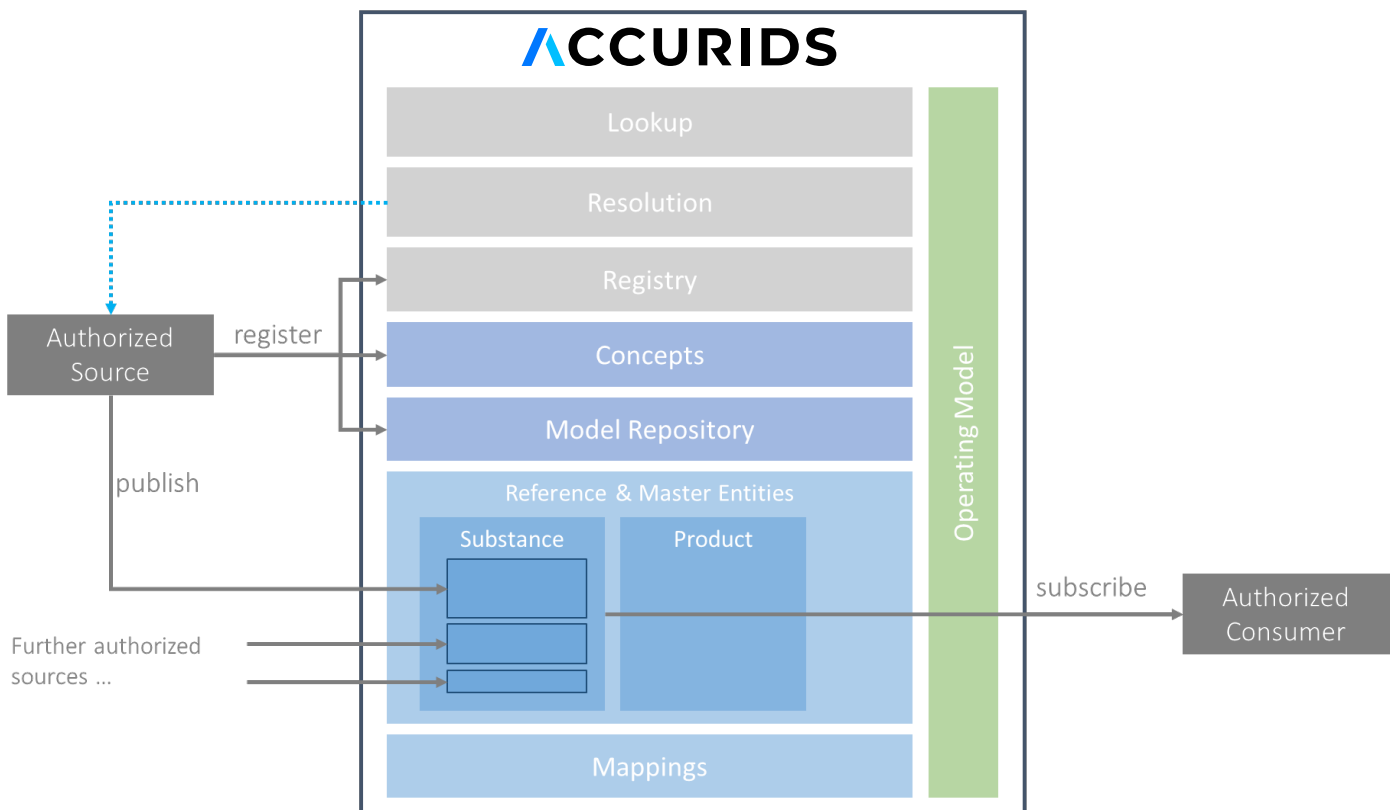 ACCURIDS
Lookup
Resolution
Registry
Authorized
Source
register
Concepts
Model Repository
publish
Operating Model
Reference & Master Entities
Substance
Product
subscribe
Authorized
Consumer
Further authorized
sources ...
Mappings